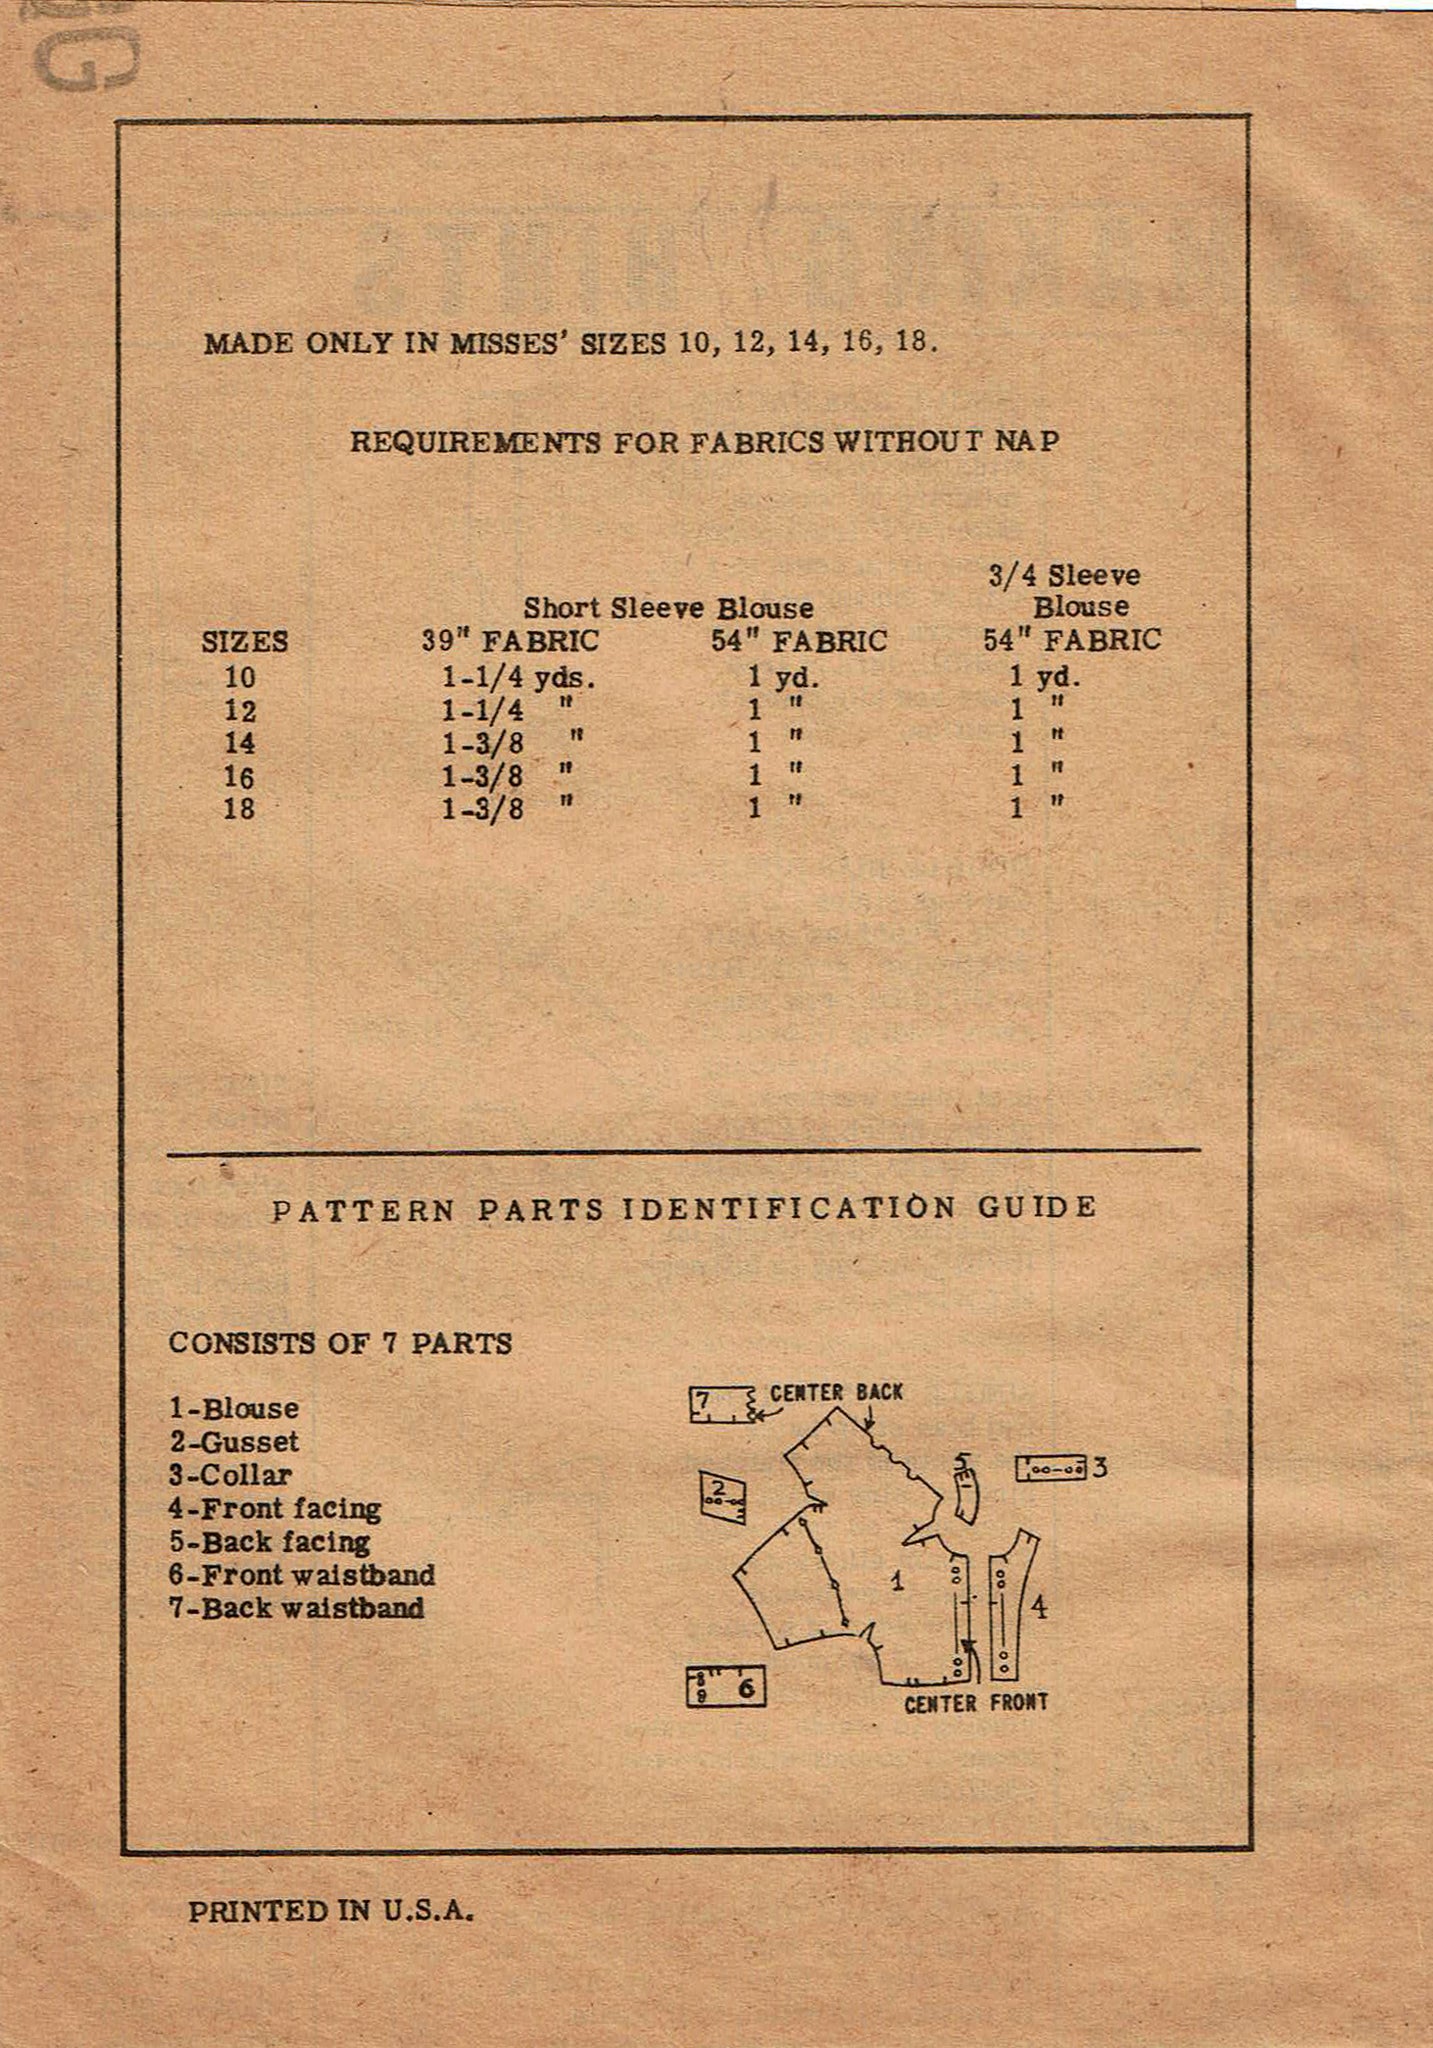 MADE ONLY IN MISSES' SIZES 10, 12, 14, 16, 18.
REQUIREMENTS FOR FABRICS WITHOUT NAP
3/4 Sleeve
Short Sleeve Blouse Blouse
SIZES 39" FABRIC 54" FABRIC 54" FABRIC
10 1-1/4 yds. 1 yd. 1 yd.
12 1-1/4 " 1 " 1 "
14 1-3/8 " 1 " 1 "
16 1-3/8 " 1 " 1 "
18 1-3/8 " 1 " 1 "
PATTERN PARTS IDENTIFICATION GUIDE
CONSISTS OF 7 PARTS
1-Blouse
2-Gusset
3-Collar
4-Front facing
5-Back facing
6-Front waistband
7-Back waistband
7 CENTER BACK
5
3
2
1
4
6
CENTER FRONT
PRINTED IN U.S.A.